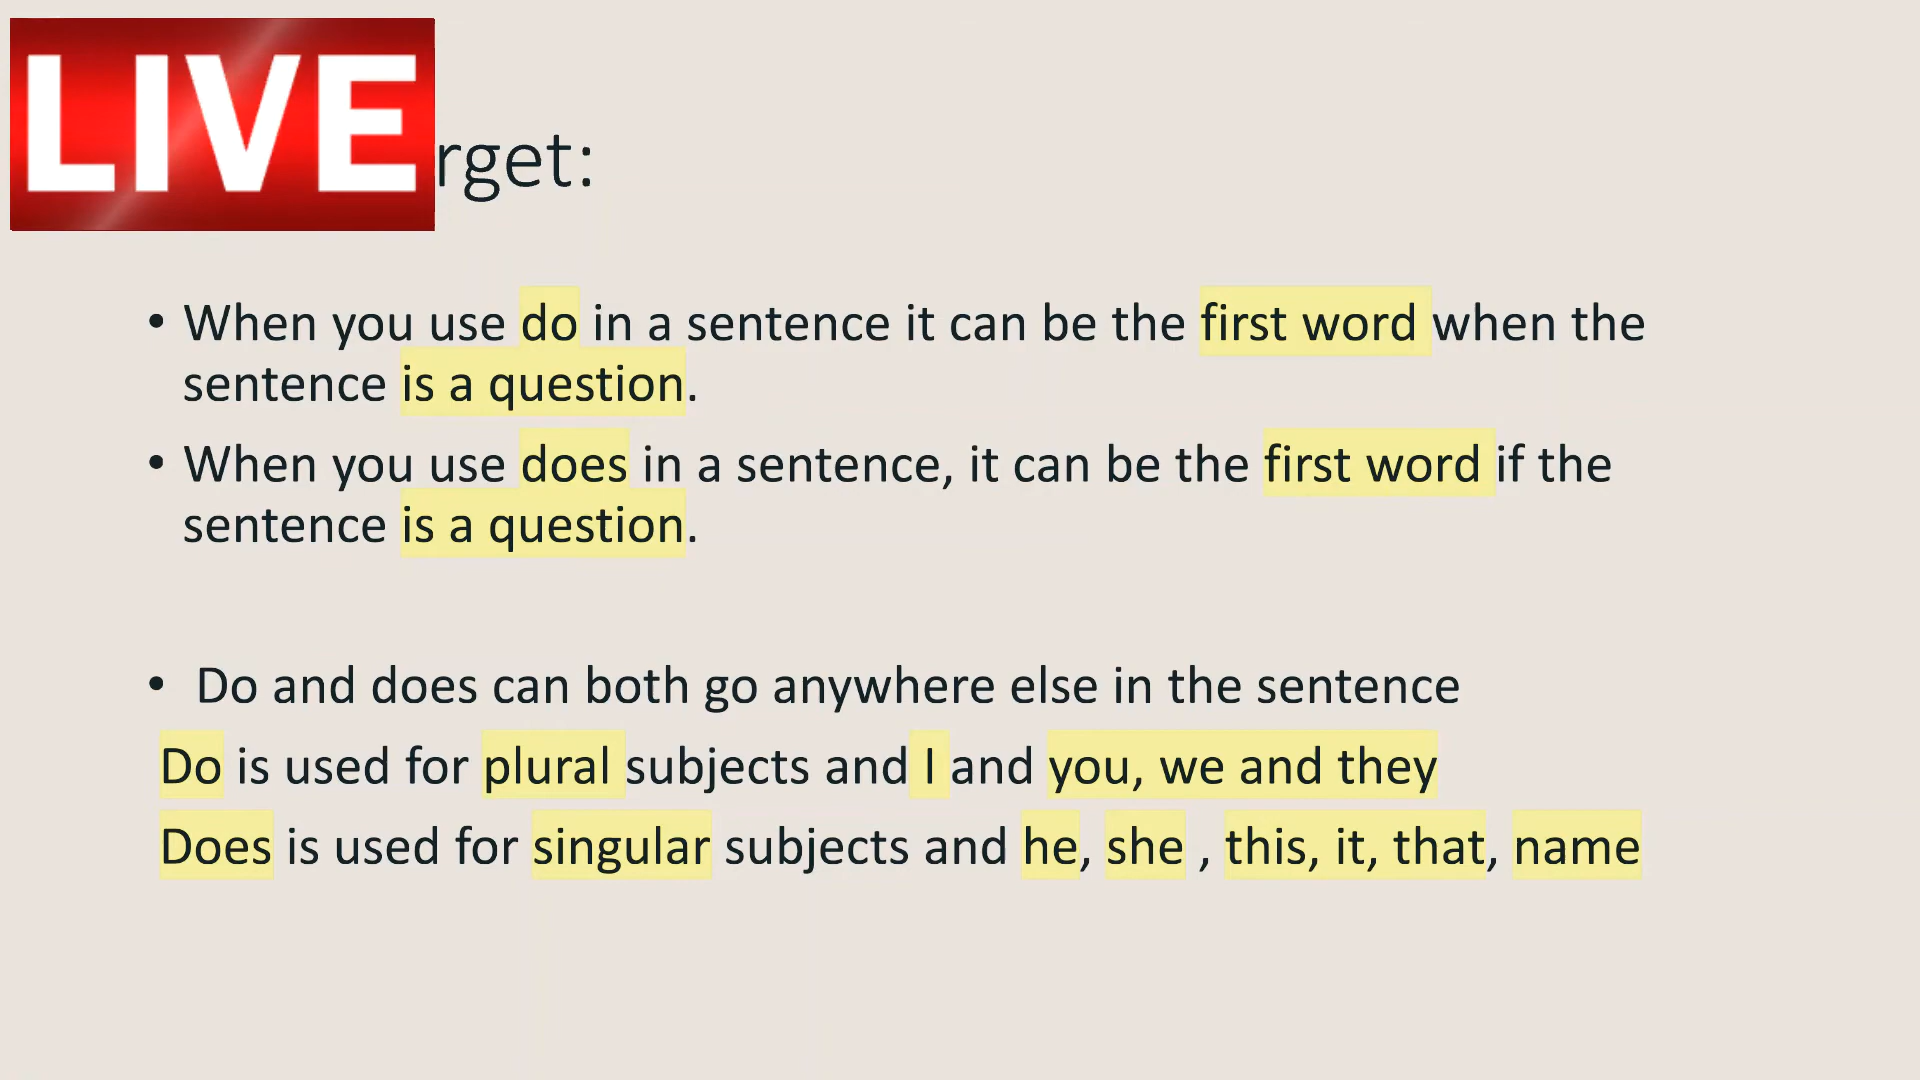 LIVE
rget:
• When you use do in a sentence it can be the first word when the
sentence is a question.
• When you use does in a sentence, it can be the first word if the
sentence is a question.
• Do and does can both go anywhere else in the sentence
Do is used for plural subjects and I and you, we and they
Does is used for singular subjects and he, she , this, it, that, name